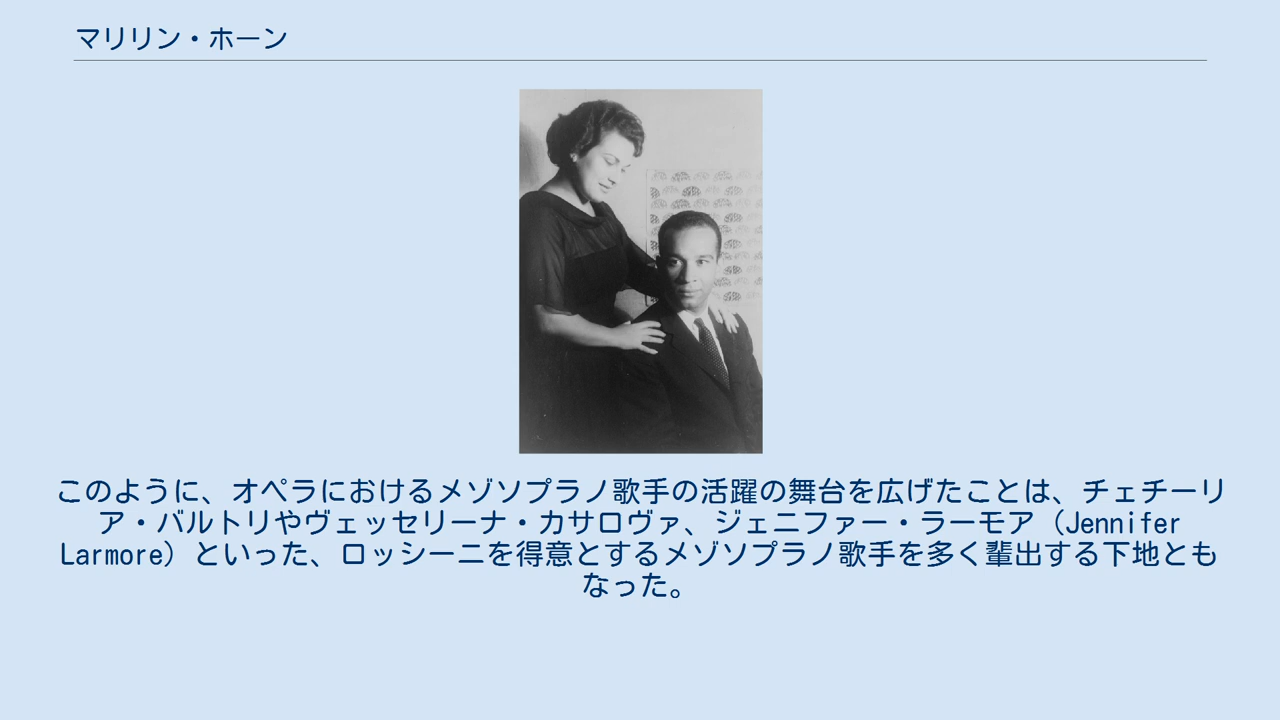 マリリン・ホーン
このように、オペラにおけるメゾソプラノ歌手の活躍の舞台を広げたことは、チェチーリ
ア・バルトリやヴェッセリーナ・カサロヴァ、ジェニファー・ラーモア（Jennifer
Larmore）といった、ロッシーニを得意とするメゾソプラノ歌手を多く輩出する下地とも
なった。